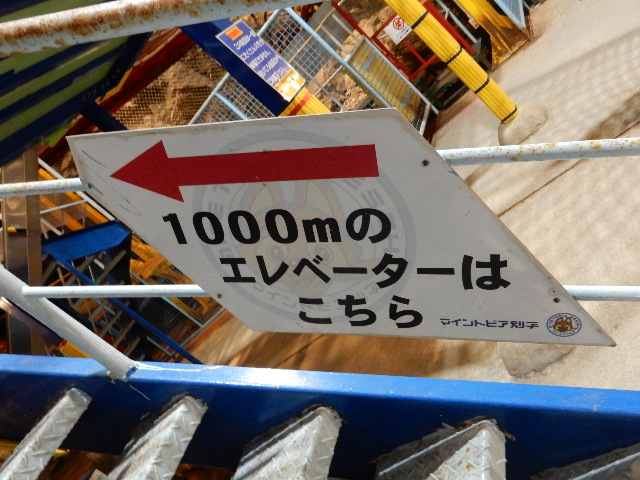 1000mの
エレベーターは
こちら
マイントピア別子